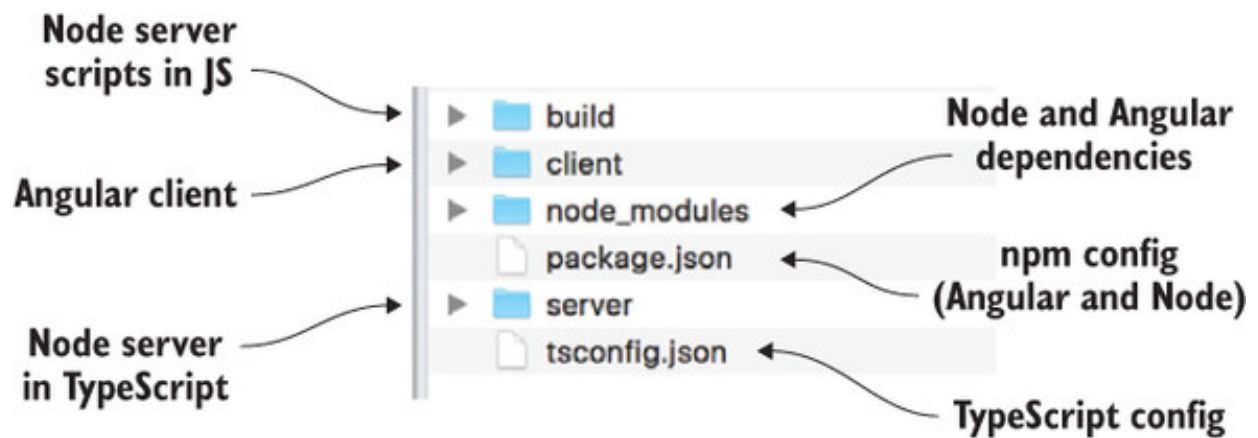 Node server
scripts in JS
Angular client
Node server
in TypeScript
build
client
node_modules
package.json
server
tsconfig.json
Node and Angular
dependencies
npm config
(Angular and Node)
TypeScript config